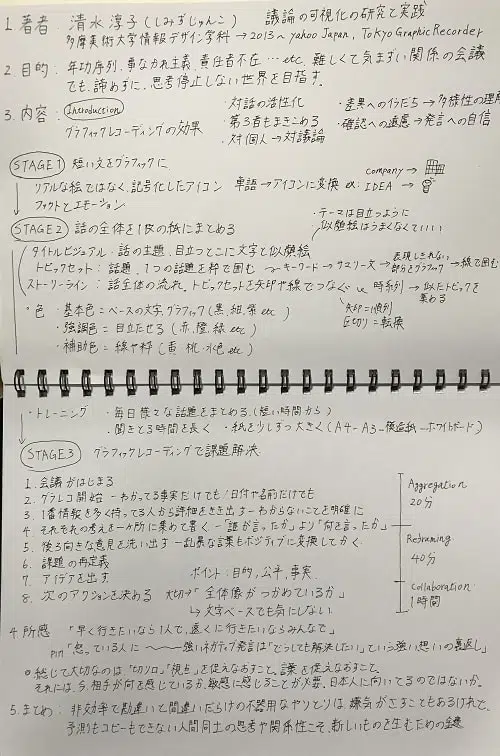 1. 著者: 清水淳子(しみずじゅんこ) 議論の可視化の研究と実践
多摩美術大学情報デザイン学科→2013~ yahoo Japan, Tokyo Graphic Recorder
2. 目的: 年功序列、事なかれ主義、責任者不在…etc. 難しくて気まずい関係の会議
でも、諦めずに、思考停止しない世界を目指す。
3. 内容: Introduction ・対話の活性化 ・差異へのイラだち→多様性の理解
グラフィックレコーディングの効果 ・第3者もまきこめる ・確認への遠慮→発言への自信
・対個人→対議論
STAGE1 短い文をグラフィックに
リアルな絵ではなく、記号化したアイコン 単語→アイコンに変換 ex. company→
ファクトとエモーション IDEA→
STAGE2 話の全体を1枚の紙にまとめる ・テーマは目立つように
似顔絵はうまくなくていい
タイトルビジュアル・話の主題、目立つとこに文字と似顔絵
トピックセット: 話題、1つの話題を枠で囲む キーワード→サマリー文→表現しきれない部分をグラフィック→線で囲む
ストーリーライン: 話全体の流れ、トピックセットを矢印や線でつなぐ 時系列→似たトピックを集める
矢印=順列
区切り=転換
○色・基本色=ベースの文字、グラフィック(黒、紺、茶 etc)
・強調色=目立たせる(赤、橙、緑 etc)
・補助色=線や枠(黄、桃、水色 etc)
・トレーニング ・毎日様々な話題をまとめる、(短い時間から)
・聞きとる時間を長く ・紙を少しずつ大きく(A4-A3-模造紙-ホワイトボード)
STAGE3 グラフィックレコーディングで課題解決
1. 会議がはじまる
2. グラレコ開始 - わかってる事実だけでも/日付や名前だけでも
3. 1番情報を多く持ってる人から詳細をきき出す-わからないことを明確に
4. それぞれの考えを一か所に集めて書く - 「誰が言ったか」より「何を言ったか」
5. 後ろ向きな意見を洗い出す-乱暴な言葉もポジティブに変換してかく
6. 課題の再定義
7. アイデアを出す ポイント: 目的、公平、事実
8. 次のアクションを決める 大切→「全体像がつかめているか」
↳文字ベースでも気にしない
Aggregation
20分
Reframing
40分
Collaboration
1時間
4. 所感 「早く行きたいなら1人で、遠くに行きたいならみんなで」
「怒っている人に 強いネガティブ発言は「どうしても解決したい」という強い想いの裏返し」
◎総じて大切なのは、"切り口"「視点」を捉えなおすこと。言葉を捉えなおすこと。
それには、今、相手が何を感じているか、敏感に感じることが必要。日本人に向いてるのではないか。
5. まとめ: 非効率で勘違いと間違いだらけの不器用なやりとりは、嫌気がさすこともあるけれど、
予測もコピーもできない人間同士の思考や関係性こそ、新しいものを生むための鍵